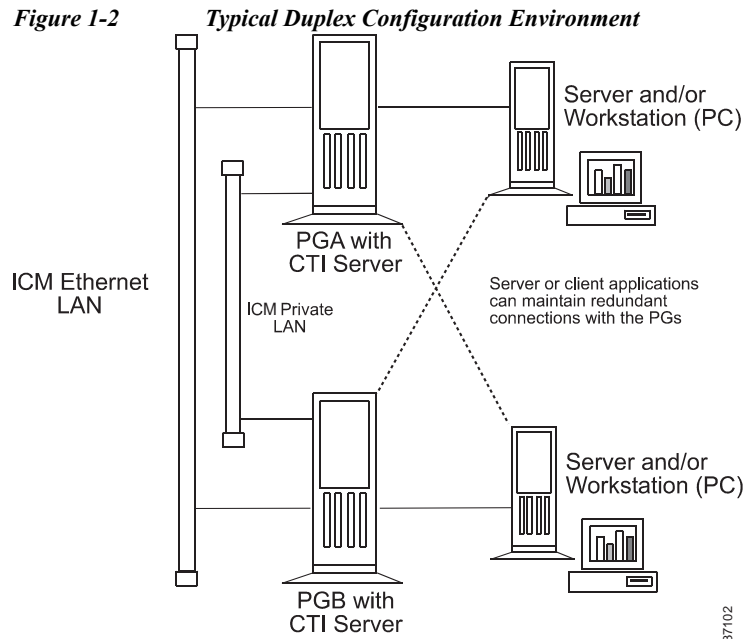 Figure 1-2 Typical Duplex Configuration Environment
Server and/or
Workstation (PC)
PGA with
CTI Server
ICM Ethernet
LAN
ICM Private
LAN
Server or client applications
can maintain redundant
connections with the PGs
Server and/or
Workstation (PC)
PGB with
CTI Server